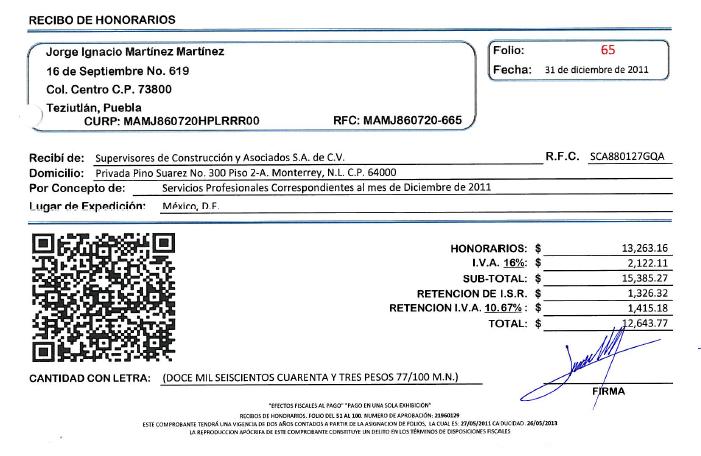 RECIBO DE HONORARIOS
Jorge Ignacio Martínez Martínez
16 de Septiembre No. 619
Col. Centro C.P. 73800
Teziutlán, Puebla
CURP: MAMJ860720HPLRRR00 RFC: MAMJ860720-665
Folio: 65
Fecha: 31 de diciembre de 2011
Recibí de: Supervisores de Construcción y Asociados S.A. de C.V. R.F.C. SCA880127GQA
Domicilio: Privada Pino Suarez No. 300 Piso 2-A. Monterrey, N.L. C.P. 64000
Por Concepto de: Servicios Profesionales Correspondientes al mes de Diciembre de 2011
Lugar de Expedición: México, D.F.
HONORARIOS: $ 13,263.16
I.V.A. 16%: $ 2,122.11
SUB-TOTAL: $ 15,385.27
RETENCION DE I.S.R. $ 1,326.32
RETENCION I.V.A. 10.67% : $ 1,415.18
TOTAL: $ 12,643.77
CANTIDAD CON LETRA: (DOCE MIL SEISCIENTOS CUARENTA Y TRES PESOS 77/100 M.N.)
FIRMA
"EFECTOS FISCALES AL PAGO" "PAGO EN UNA SOLA EXHIBICION"
RECIBOS DE HONORARIOS. FOLIO DEL 51 AL 100. NUMERO DE APROBACIÓN: 21960129
ESTE COMPROBANTE TENDRÁ UNA VIGENCIA DE DOS AÑOS CONTADOS A PARTIR DE LA ASIGNACION DE FOLIOS, LA CUAL ES: 27/05/2011 CADUCIDAD. 26/05/2013
LA REPRODUCCION APÓCRIFA DE ESTE COMPROBANTE CONSTITUYE UN DELITO EN LOS TÉRMINOS DE DISPOSICIONES FISCALES